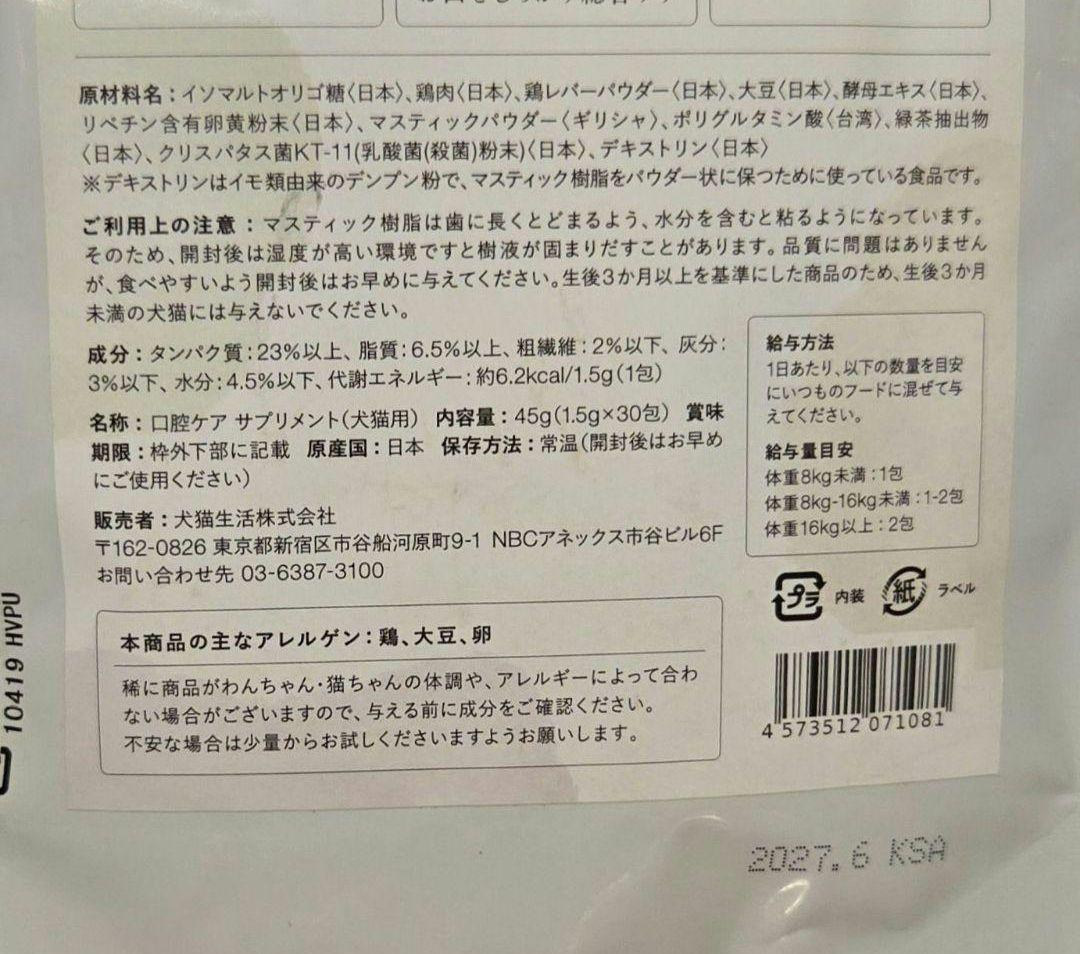 原材料名：イソマルトオリゴ糖〈日本〉、鶏肉〈日本〉、鶏レバーパウダー〈日本〉、大豆〈日本〉、酵母エキス〈日本〉、
リベチン含有卵黄粉末〈日本〉、マスティックパウダー〈ギリシャ〉、ポリグルタミン酸〈台湾〉、緑茶抽出物
〈日本〉、クリスパタス菌KT-11(乳酸菌(殺菌)粉末)〈日本〉、デキストリン〈日本〉
※デキストリンはイモ類由来のデンプン粉で、マスティック樹脂をパウダー状に保つために使っている食品です。
ご利用上の注意：マスティック樹脂は歯に長くとどまるよう、水分を含むと粘るようになっています。
そのため、開封後は湿度が高い環境ですと樹液が固まりだすことがあります。品質に問題はありません
が、食べやすいよう開封後はお早めに与えてください。生後3か月以上を基準にした商品のため、生後3か月
未満の犬猫には与えないでください。
成分：タンパク質：23%以上、脂質：6.5%以上、粗繊維：2%以下、灰分：
3%以下、水分：4.5%以下、代謝エネルギー：約6.2kcal/1.5g(1包)
名称：口腔ケア サプリメント(犬猫用) 内容量：45g(1.5g×30包) 賞味
期限：枠外下部に記載 原産国：日本 保存方法：常温(開封後はお早め
にご使用ください)
販売者：犬猫生活株式会社
〒162-0826 東京都新宿区市谷船河原町9-1 NBCアネックス市谷ビル6F
お問い合わせ先 03-6387-3100
給与方法
1日あたり、以下の数量を目安
にいつものフードに混ぜて与
えてください。
給与量目安
体重8kg未満：1包
体重8kg-16kg未満：1-2包
体重16kg以上：2包
プラ 内装 紙 ラベル
本商品の主なアレルゲン：鶏、大豆、卵
稀に商品がわんちゃん・猫ちゃんの体調や、アレルギーによって合わ
ない場合がございますので、与える前に成分をご確認ください。
不安な場合は少量からお試しくださいますようお願いします。
4 573512 071081
10419 HVPU
2027.6 KSA